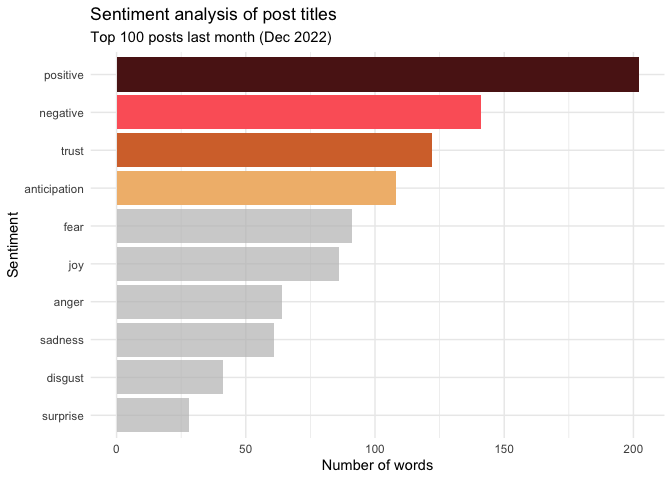 Sentiment analysis of post titles
Top 100 posts last month (Dec 2022)
Sentiment
positive
negative
trust
anticipation
fear
joy
anger
sadness
disgust
surprise
0 50 100 150 200
Number of words